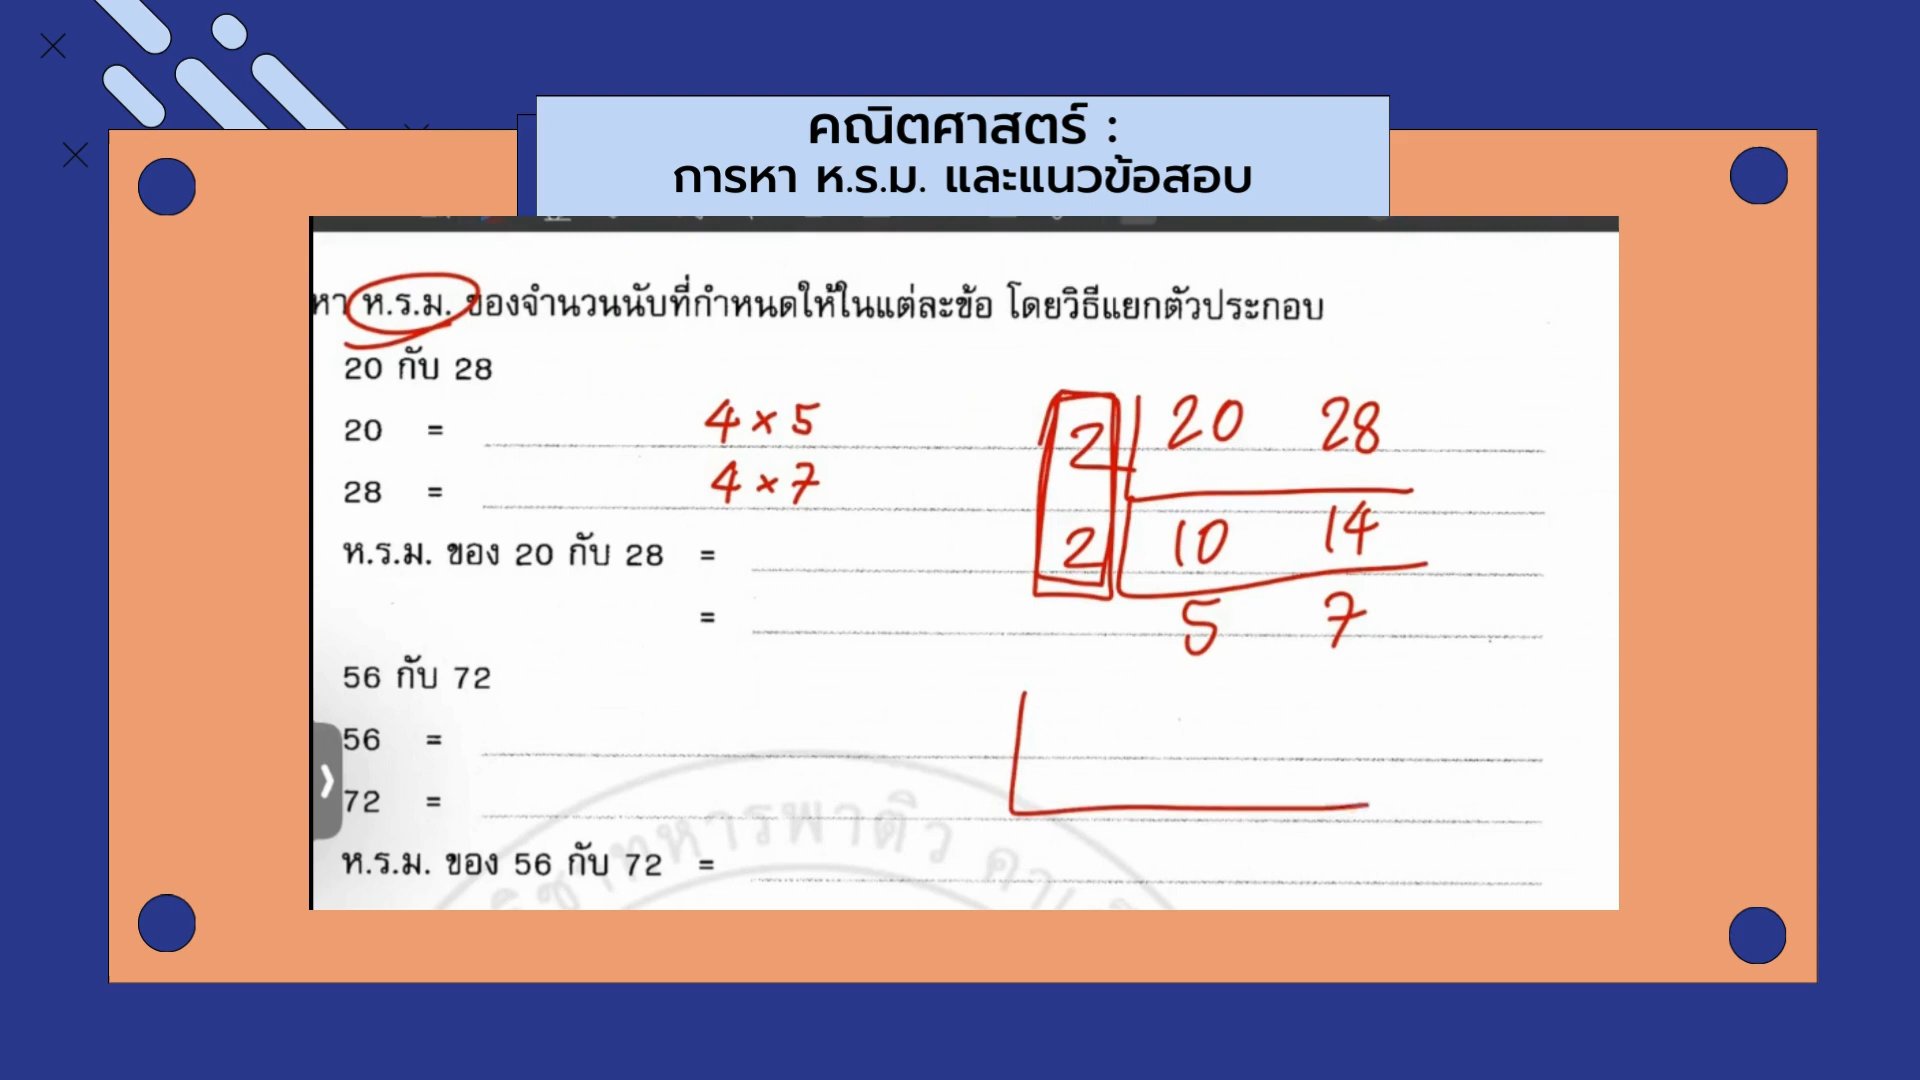 คณิตศาสตร์ :
การหา ห.ร.ม. และแนวข้อสอบ
หา ห.ร.ม. ของจำนวนนับที่กำหนดให้ในแต่ละข้อ โดยวิธีแยกตัวประกอบ
20 กับ 28
20 = 4 × 5
28 = 4 × 7
2 20 28
2 10 14
5 7
ห.ร.ม. ของ 20 กับ 28 =
=
56 กับ 72
56 =
72 =
ห.ร.ม. ของ 56 กับ 72 =